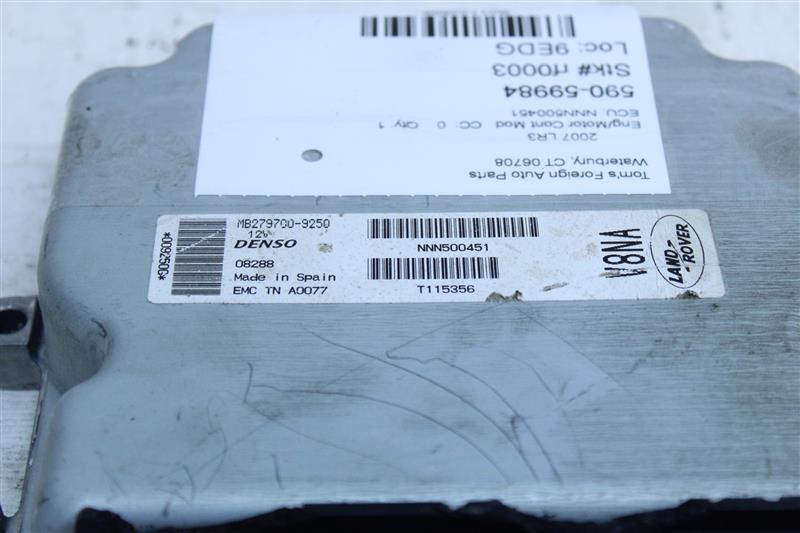 Tom's Foreign Auto Parts
Waterbury, CT 06708
2007 LR3
Eng/Motor Cont Mod CC: 0 Qty: 1
ECU NNN500451
590-59984
Stk# rf0003
Loc: 9EDG
*0092506*
MB279700-9250
12V
DENSO
08288
Made in Spain
EMC TN A0077
NNN500451
T115356
V8NA
LAND-
-ROVER